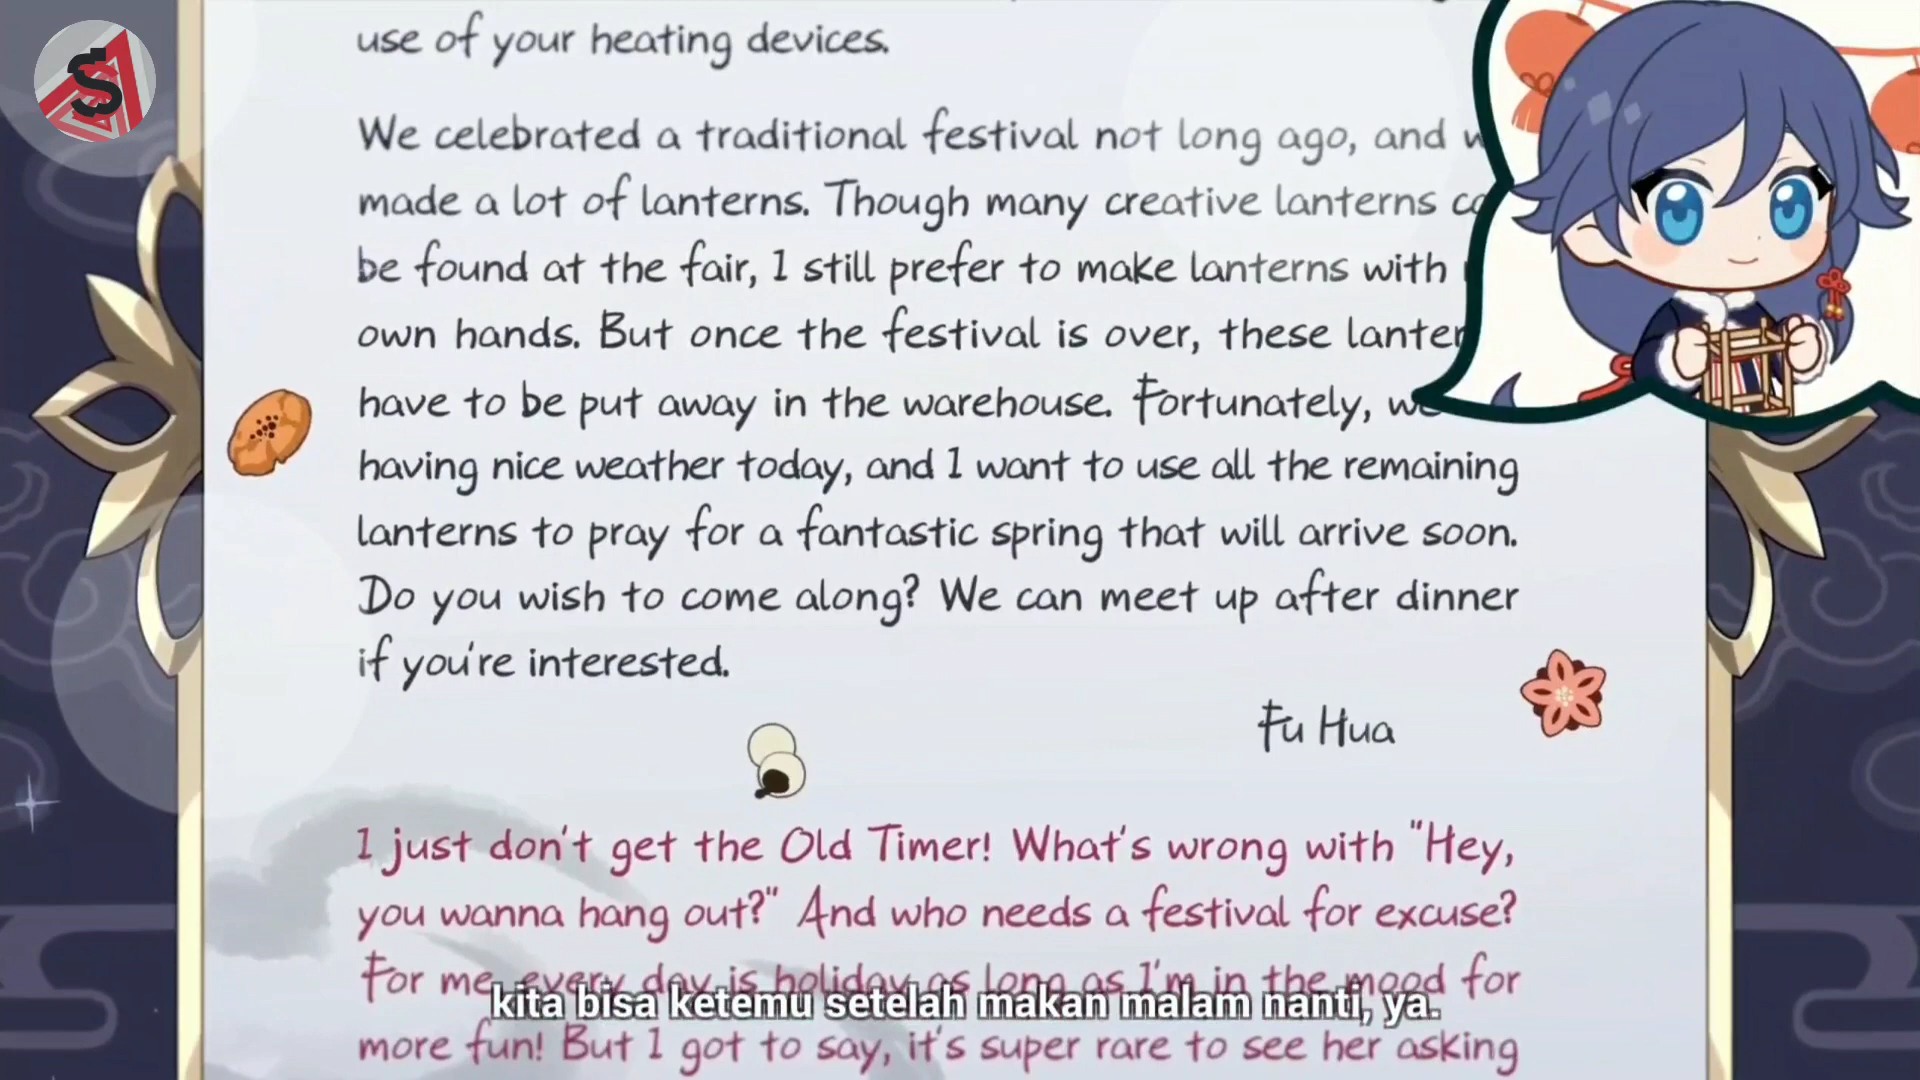 use of your heating devices.
We celebrated a traditional festival not long ago, and
made a lot of lanterns. Though many creative lanterns
be found at the fair, I still prefer to make lanterns with
own hands. But once the festival is over, these
have to be put away in the warehouse. Fortunately,
having nice weather today, and I want to use all the remaining
lanterns to pray for a fantastic spring that will arrive soon.
Do you wish to come along? We can meet up after dinner
if you're interested.
Fu Hua
I just don't get the Old Timer! What's wrong with "Hey,
you wanna hang out?" And who needs a festival for excuse?
For me, every day is holiday as long as I'm in the mood for
kita bisa ketemu setelah makan malam nanti, ya.
more fun! But I got to say, it's super rare to see her asking